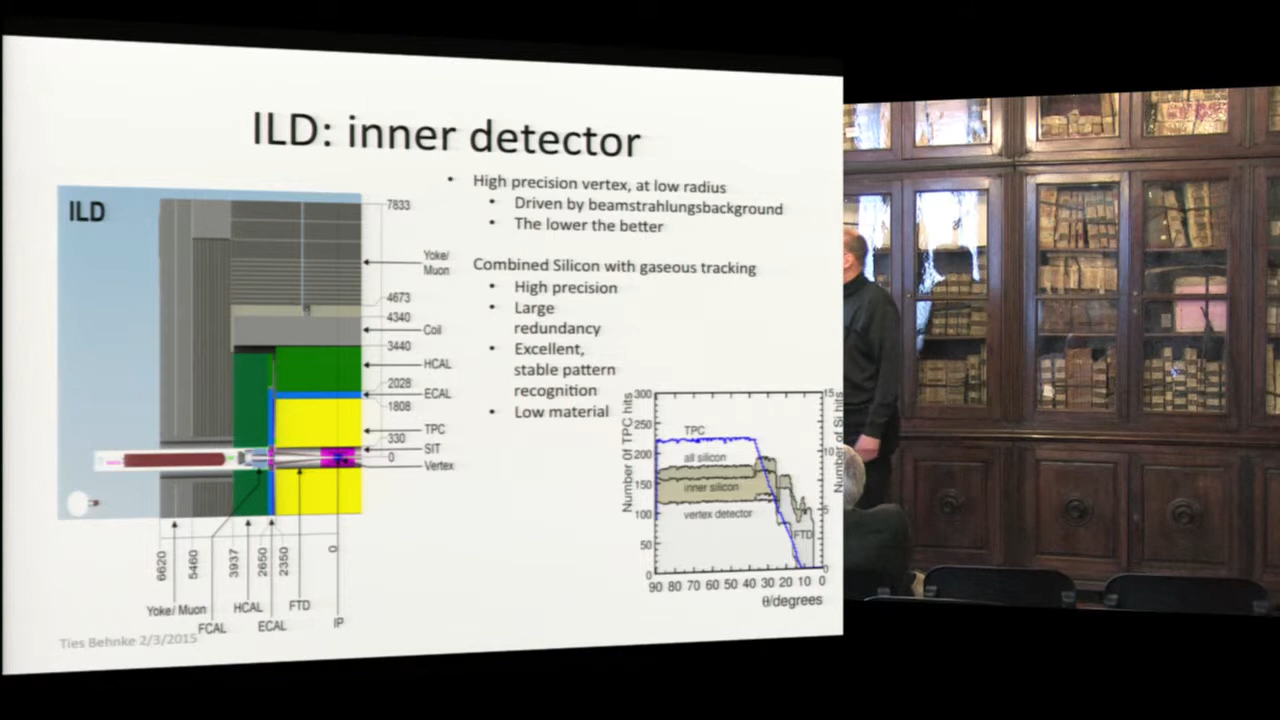 ILD: inner detector
• High precision vertex, at low radius
• Driven by beamstrahlungsbackground
• The lower the better
Combined Silicon with gaseous tracking
• High precision
• Large
redundancy
• Excellent,
stable pattern
recognition
• Low material
ILD
7833
Yoke/
Muon
4673
4340
Coil
3440
HCAL
2028
ECAL
1808
TPC
330
SIT
0
Vertex
6620
5460
3937
2650
2350
0
Yoke/ Muon
HCAL
FTD
FCAL
ECAL
IP
Number of TPC hits
300
250
200
150
100
50
0
TPC
all silicon
inner silicon
vertex detector
FTD
15
10
5
0
Number of Si hits
90 80 70 60 50 40 30 20 10 0
θ/degrees
Ties Behnke 2/3/2015